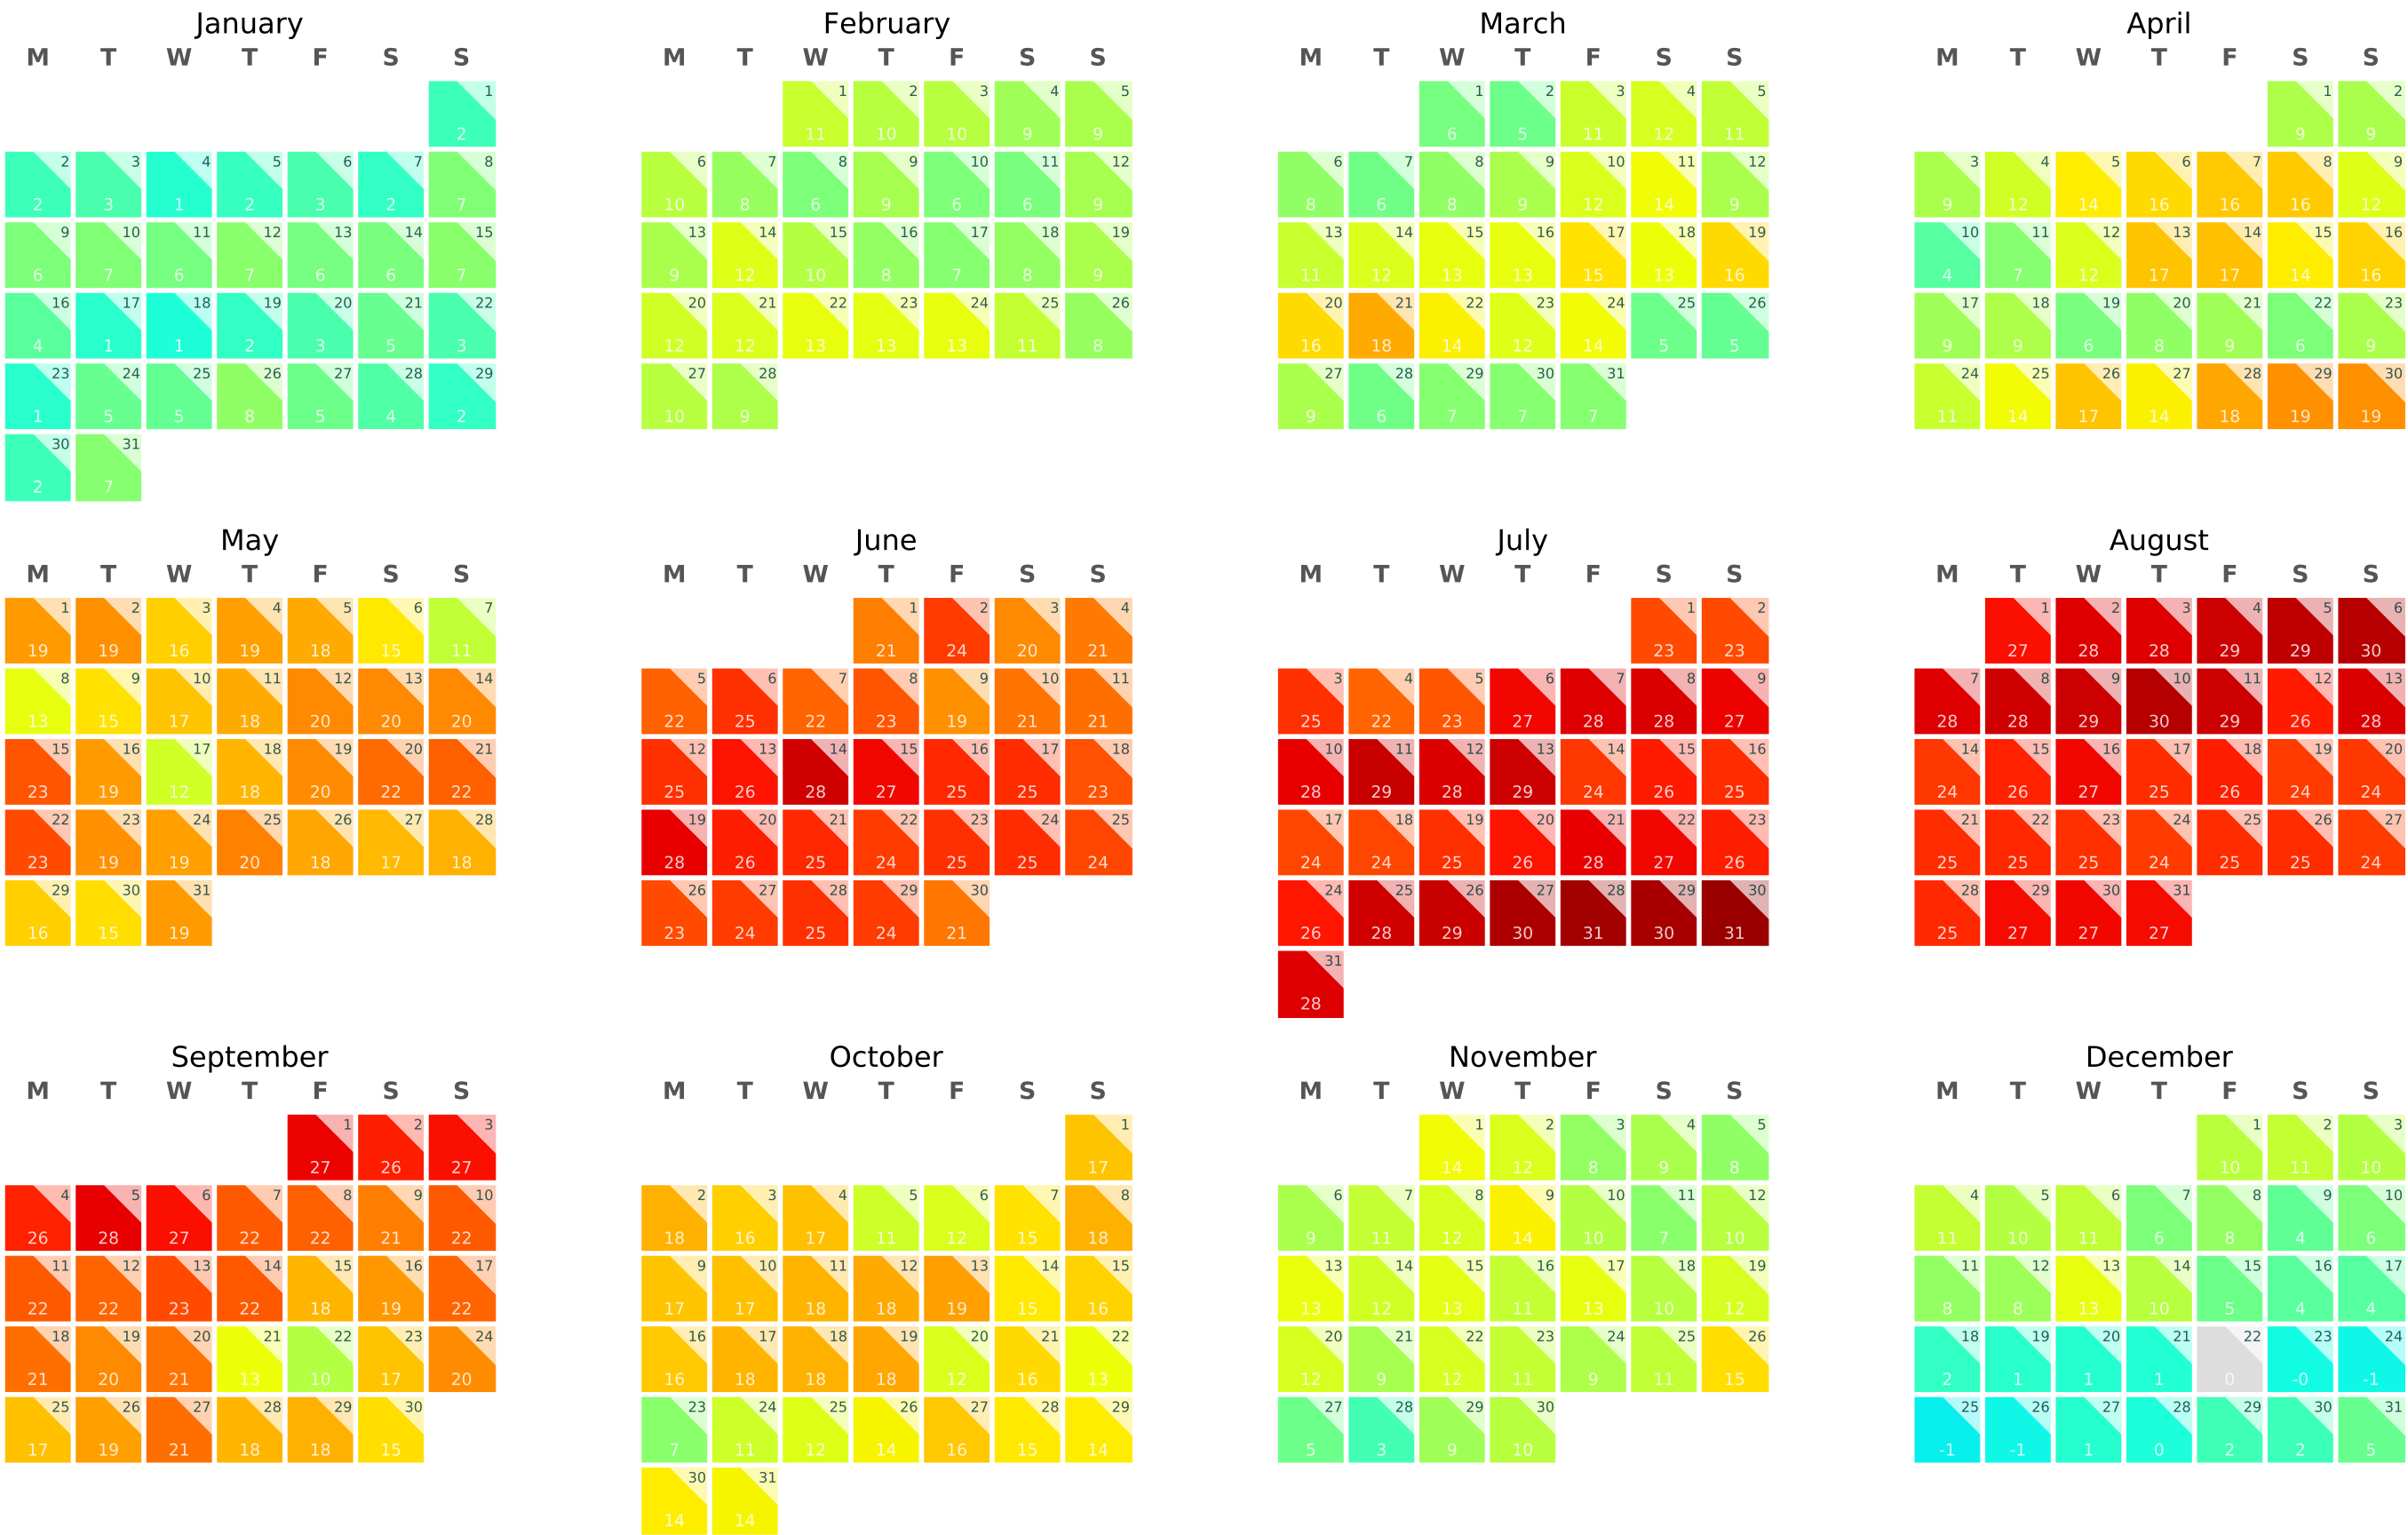 January February March April
M T W T F S S M T W T F S S M T W T F S S M T W T F S S
1 1 2 3 4 5 1 2 3 4 5 1 2
2 11 10 10 9 9 6 5 11 12 11 9 9
2 3 4 5 6 7 8 6 7 8 9 10 11 12 6 7 8 9 10 11 12 3 4 5 6 7 8 9
2 3 1 2 3 2 7 10 8 6 9 6 6 9 8 6 8 9 12 14 9 9 12 14 16 16 16 12
9 10 11 12 13 14 15 13 14 15 16 17 18 19 13 14 15 16 17 18 19 10 11 12 13 14 15 16
6 7 6 7 6 6 7 9 12 10 8 7 8 9 11 12 13 13 15 13 16 4 7 12 17 17 14 16
16 17 18 19 20 21 22 20 21 22 23 24 25 26 20 21 22 23 24 25 26 17 18 19 20 21 22 23
4 1 1 2 3 5 3 12 12 13 13 13 11 8 16 18 14 12 14 5 5 9 9 6 8 9 6 9
23 24 25 26 27 28 29 27 28 27 28 29 30 31 24 25 26 27 28 29 30
1 5 5 8 5 4 2 10 9 9 6 7 7 7 11 14 17 14 18 19 19
30 31
2 7
May June July August
M T W T F S S M T W T F S S M T W T F S S M T W T F S S
1 2 3 4 5 6 7 1 2 3 4 1 2 1 2 3 4 5 6
19 19 16 19 18 15 11 21 24 20 21 23 23 27 28 28 29 29 30
8 9 10 11 12 13 14 5 6 7 8 9 10 11 3 4 5 6 7 8 9 7 8 9 10 11 12 13
13 15 17 18 20 20 20 22 25 22 23 19 21 21 25 22 23 27 28 28 27 28 28 29 30 29 26 28
15 16 17 18 19 20 21 12 13 14 15 16 17 18 10 11 12 13 14 15 16 14 15 16 17 18 19 20
23 19 12 18 20 22 22 25 26 28 27 25 25 23 28 29 28 29 24 26 25 24 26 27 25 26 24 24
22 23 24 25 26 27 28 19 20 21 22 23 24 25 17 18 19 20 21 22 23 21 22 23 24 25 26 27
23 19 19 20 18 17 18 28 26 25 24 25 25 24 24 24 25 26 28 27 26 25 25 25 24 25 25 24
29 30 31 26 27 28 29 30 24 25 26 27 28 29 30 28 29 30 31
16 15 19 23 24 25 24 21 26 28 29 30 31 30 31 25 27 27 27
31
28
September October November December
M T W T F S S M T W T F S S M T W T F S S M T W T F S S
1 2 3 1 1 2 3 4 5 1 2 3
27 26 27 17 14 12 8 9 8 10 11 10
4 5 6 7 8 9 10 2 3 4 5 6 7 8 6 7 8 9 10 11 12 4 5 6 7 8 9 10
26 28 27 22 22 21 22 18 16 17 11 12 15 18 9 11 12 14 10 7 10 11 10 11 6 8 4 6
11 12 13 14 15 16 17 9 10 11 12 13 14 15 13 14 15 16 17 18 19 11 12 13 14 15 16 17
22 22 23 22 18 19 22 17 17 18 18 19 15 16 13 12 13 11 13 10 12 8 8 13 10 5 4 4
18 19 20 21 22 23 24 16 17 18 19 20 21 22 20 21 22 23 24 25 26 18 19 20 21 22 23 24
21 20 21 13 10 17 20 16 18 18 18 12 16 13 12 9 12 11 9 11 15 2 1 1 1 0 -0 -1
25 26 27 28 29 30 23 24 25 26 27 28 29 27 28 29 30 25 26 27 28 29 30 31
17 19 21 18 18 15 7 11 12 14 16 15 14 5 3 9 10 -1 -1 1 0 2 2 5
30 31
14 14